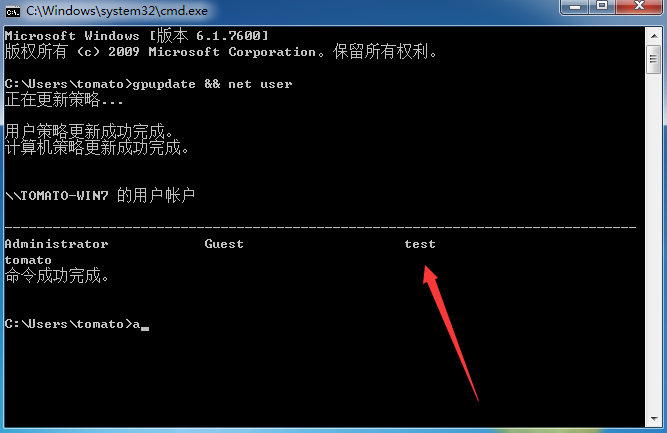 C:\Windows\system32\cmd.exe
Microsoft Windows [版本 6.1.7600]
版权所有 (c) 2009 Microsoft Corporation。保留所有权利。
C:\Users\tomato>gpupdate && net user
正在更新策略...
用户策略更新成功完成。
计算机策略更新成功完成。
\\TOMATO-WIN7 的用户帐户
-------------------------------------------------------------------------------
Administrator Guest test
tomato
命令成功完成。
C:\Users\tomato>a_